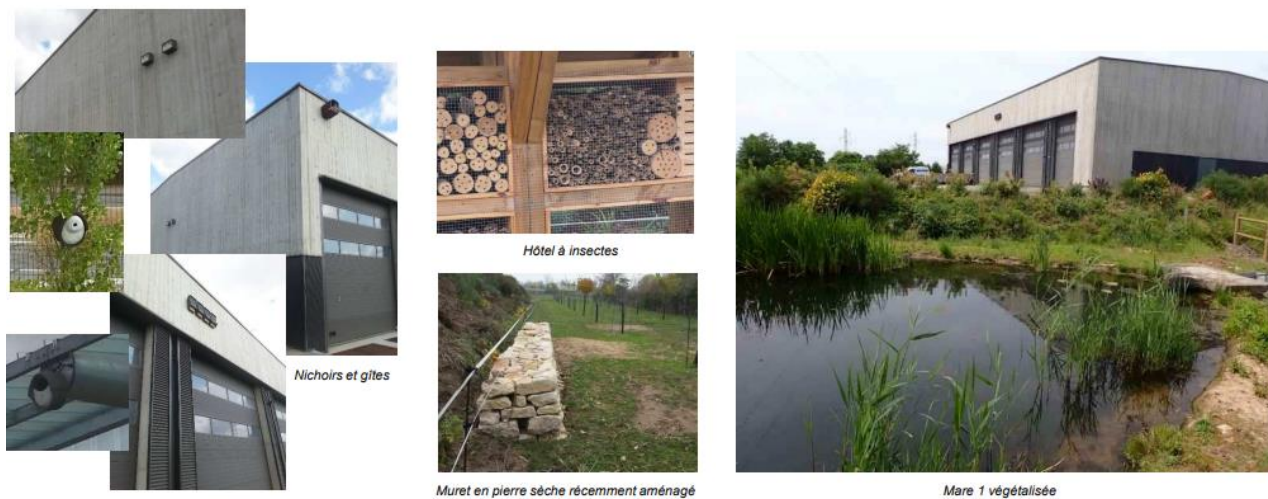 Hôtel à insectes
Nichoirs et gîtes
Muret en pierre sèche récemment aménagé
Mare 1 végétalisée